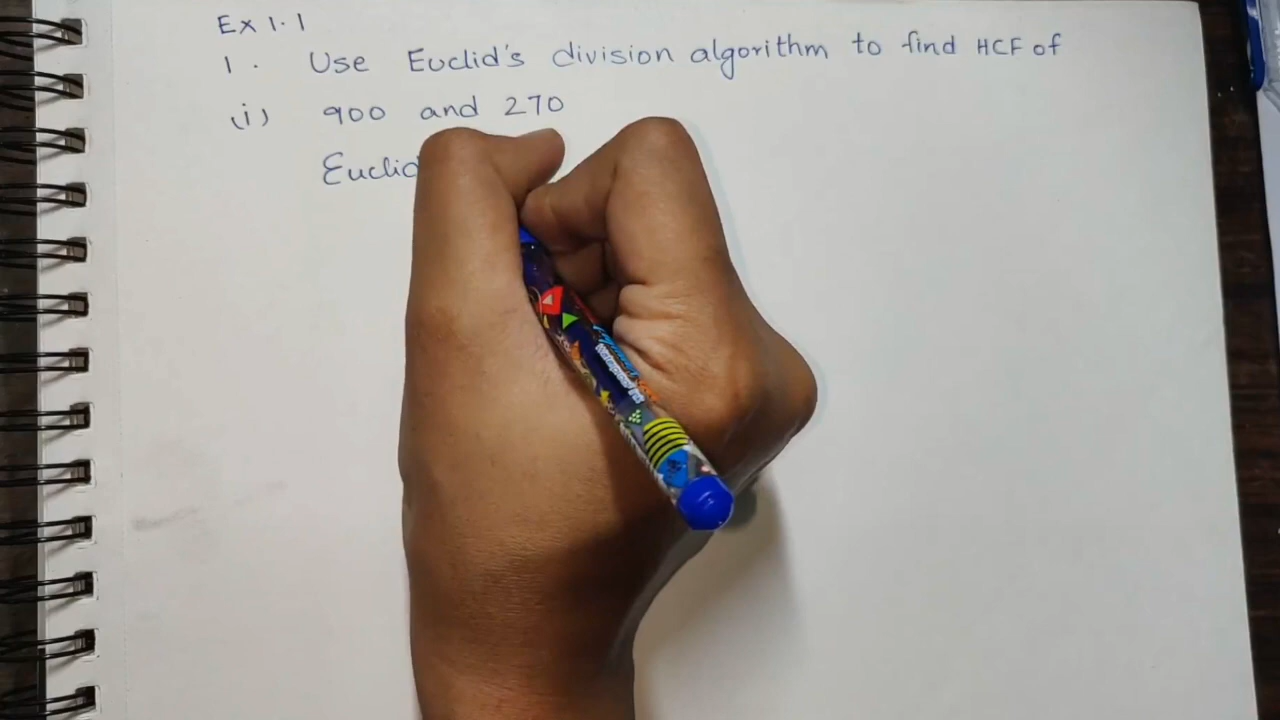 Ex 1.1
1. Use Euclid's division algorithm to find HCF of
(i) 900 and 270
Euclid